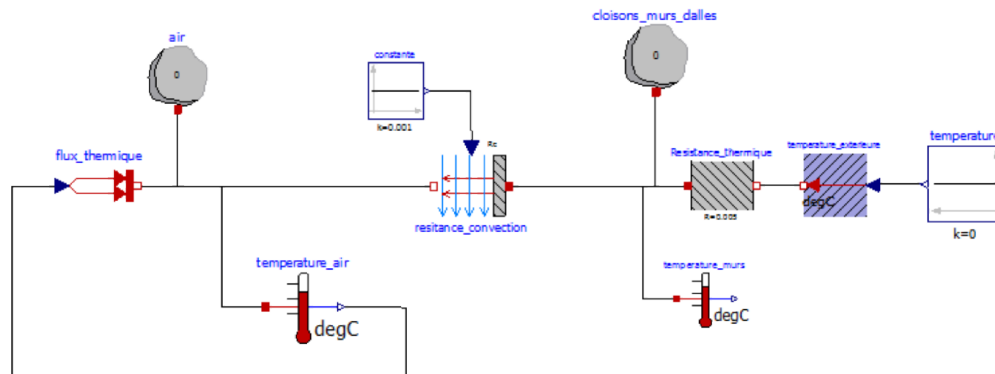 cloisons_murs_dalles
air
0
0
constante
k=0.001
Rc
flux_thermique
resitance_convection
Resistance_thermique
R=0.005
temperature_exterieure
degC
temperature
k=0
temperature_air
degC
temperature_murs
degC